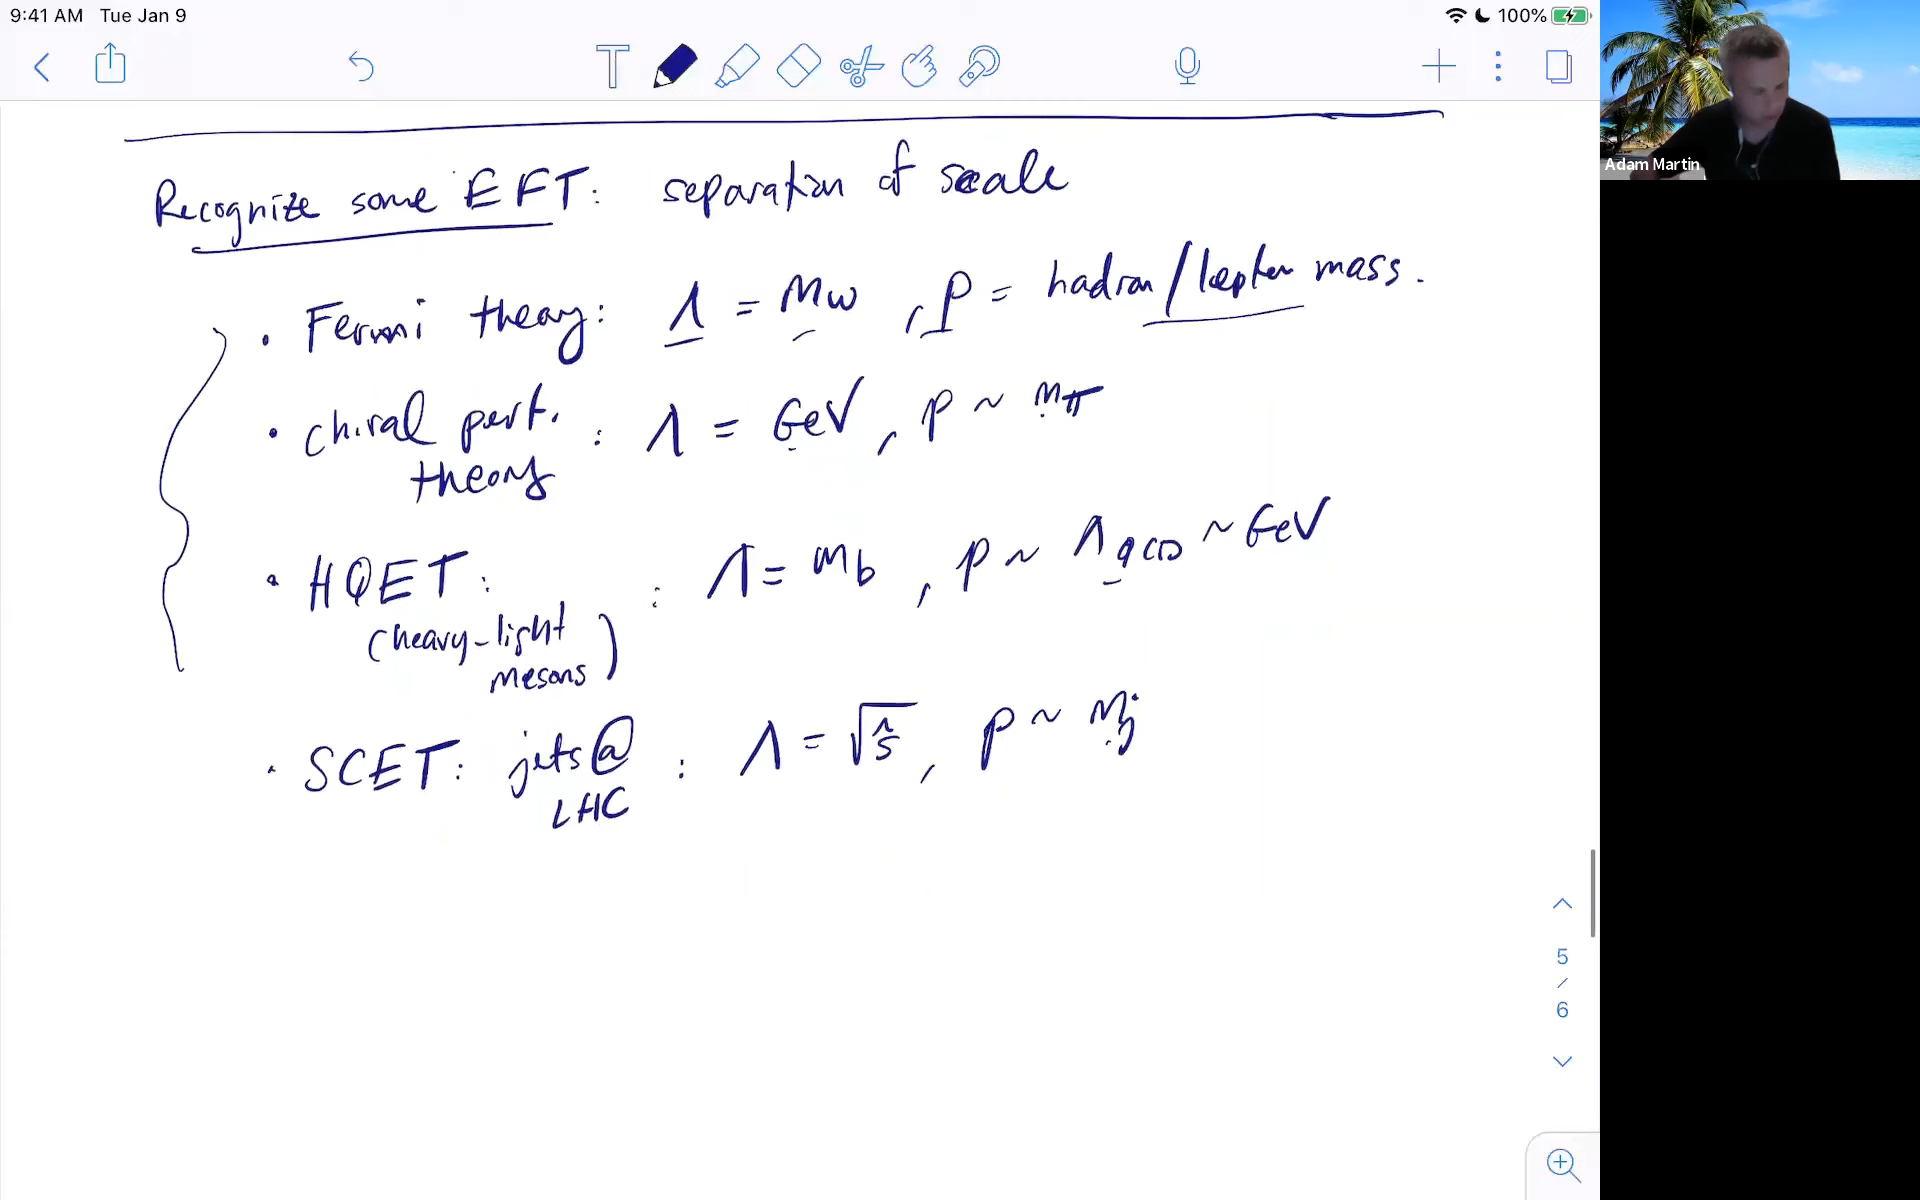 9:41 AM Tue Jan 9
100%
Adam Martin
Recognize some EFT: separation of scale
• Fermi theory: Λ = Mw , p = hadron/lepton mass.
• chiral pert. theory : Λ = GeV , p ~ mπ
• HQET: : Λ = mb , p ~ ΛQCD ~ GeV
(heavy-light mesons)
• SCET: jets@ LHC : Λ = √ŝ , p ~ Mj
5
/
6